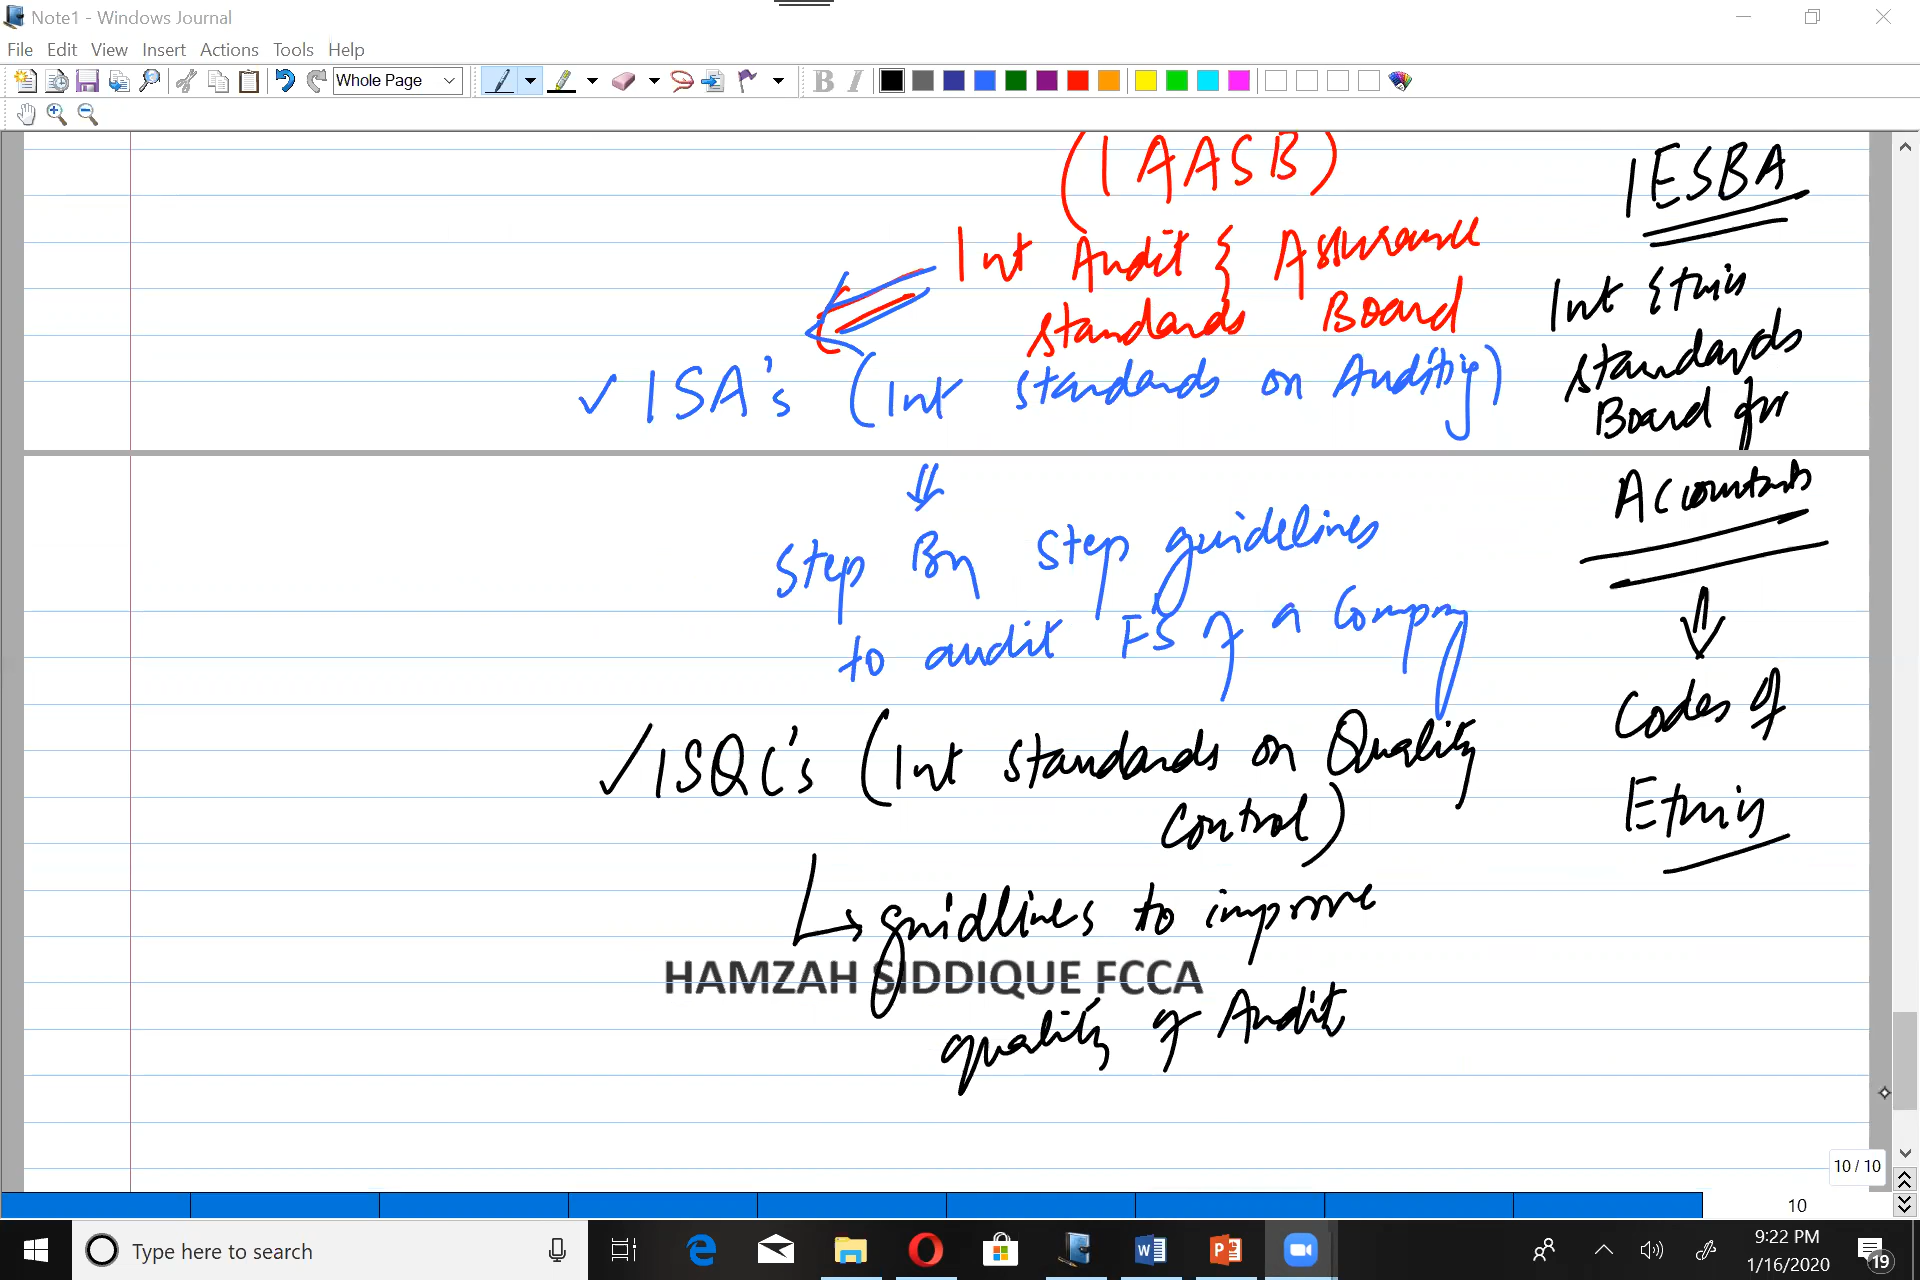 Note1 - Windows Journal
File Edit View Insert Actions Tools Help
Whole Page
B I
(IAASB)
Int Audit & Assurance
Standards Board
✓ ISA's (Int Standards on Auditing)
⇓
Step By Step guidelines
to audit FS of a Company
✓ ISQC's (Int Standards on Quality
Control)
↳ guidlines to improve
HAMZAH SIDDIQUE FCCA
quality of Audit
IESBA
Int Ethics
Standards
Board for
Accountants
⇓
Codes of
Ethics
10 / 10
10
Type here to search
9:22 PM
1/16/2020
19